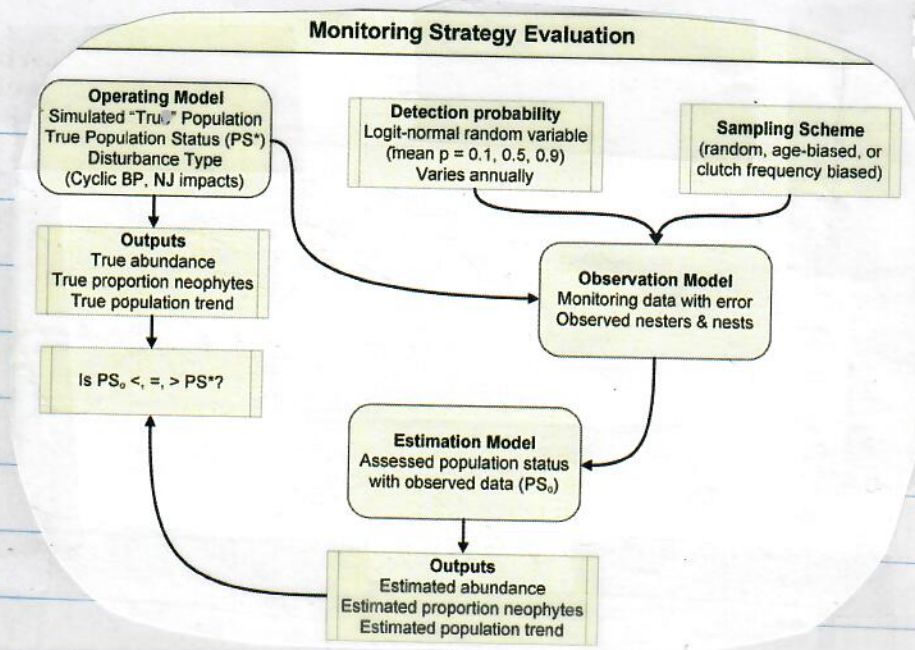 Monitoring Strategy Evaluation
Operating Model
Simulated "True" Population
True Population Status (PS*)
Disturbance Type
(Cyclic BP, NJ impacts)
Detection probability
Logit-normal random variable
(mean p = 0.1, 0.5, 0.9)
Varies annually
Sampling Scheme
(random, age-biased, or
clutch frequency biased)
Outputs
True abundance
True proportion neophytes
True population trend
Observation Model
Monitoring data with error
Observed nesters & nests
Is PSₒ <, =, > PS*?
Estimation Model
Assessed population status
with observed data (PSₒ)
Outputs
Estimated abundance
Estimated proportion neophytes
Estimated population trend